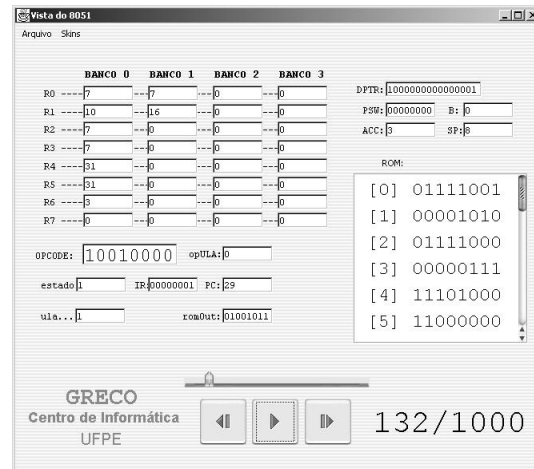 Vista do 8051
Arquivo Skins
BANCO 0 BANCO 1 BANCO 2 BANCO 3
R0 ----7 ---7 ---0 ---0
R1 ----10 ---16 ---0 ---0
R2 ----7 ---0 ---0 ---0
R3 ----7 ---0 ---0 ---0
R4 ----31 ---0 ---0 ---0
R5 ----31 ---0 ---0 ---0
R6 ----3 ---0 ---0 ---0
R7 ----0 ---0 ---0 ---0
DPTR: 1000000000000001
PSW: 00000000 B: 0
ACC: 3 SP: 8
ROM:
[0] 01111001
[1] 00001010
[2] 01111000
[3] 00000111
[4] 11101000
[5] 11000000
OPCODE: 10010000 opULA: 0
estado 1 IR: 00000001 PC: 29
ula... 1 romOut: 01001011
GRECO
Centro de Informática
UFPE
132/1000